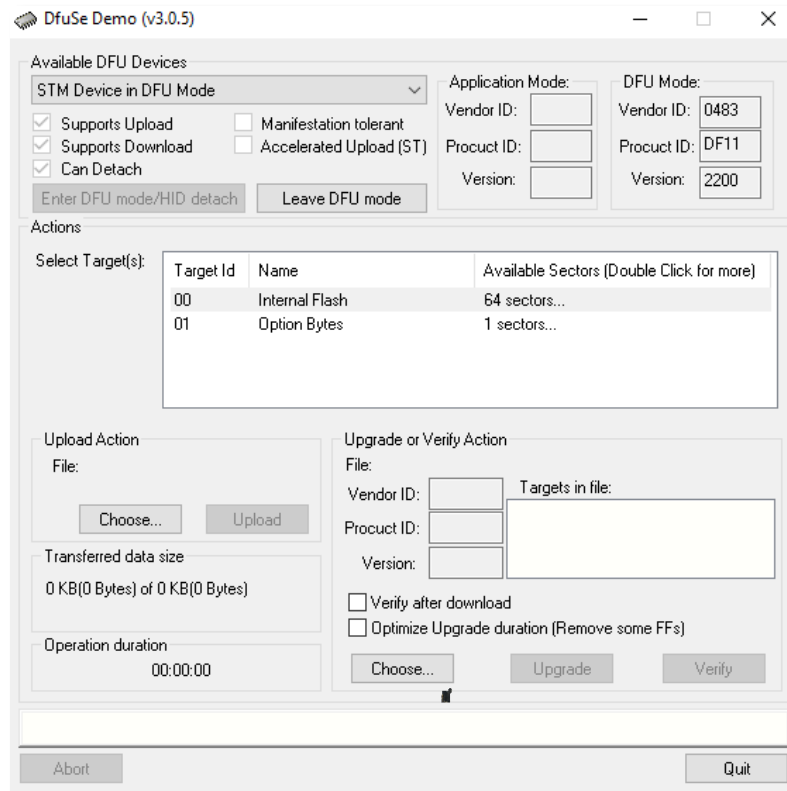 DfuSe Demo (v3.0.5)
Available DFU Devices
STM Device in DFU Mode
Supports Upload
Manifestation tolerant
Supports Download
Accelerated Upload (ST)
Can Detach
Enter DFU mode/HID detach
Leave DFU mode
Application Mode:
Vendor ID:
Procuct ID:
Version:
DFU Mode:
Vendor ID: 0483
Procuct ID: DF11
Version: 2200
Actions
Select Target(s):
Target Id Name Available Sectors (Double Click for more)
00 Internal Flash 64 sectors...
01 Option Bytes 1 sectors...
Upload Action
File:
Choose... Upload
Transferred data size
0 KB(0 Bytes) of 0 KB(0 Bytes)
Operation duration
00:00:00
Upgrade or Verify Action
File:
Vendor ID:
Procuct ID:
Version:
Targets in file:
Verify after download
Optimize Upgrade duration (Remove some FFs)
Choose... Upgrade Verify
Abort Quit